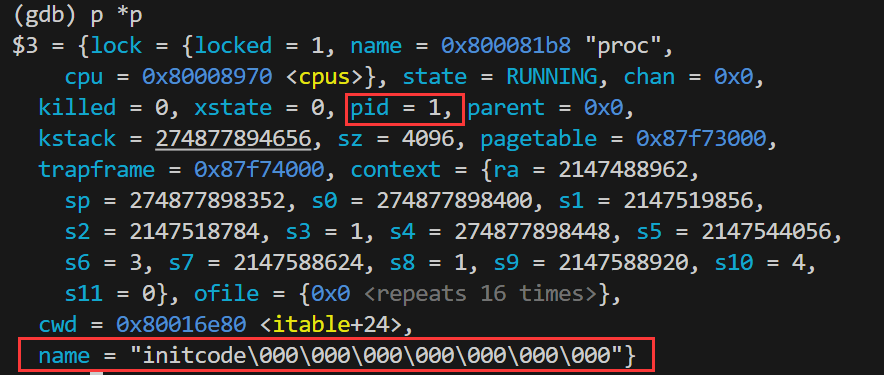 (gdb) p *p
$3 = {lock = {locked = 1, name = 0x800081b8 "proc",
cpu = 0x80008970 <cpus>}, state = RUNNING, chan = 0x0,
killed = 0, xstate = 0, pid = 1, parent = 0x0,
kstack = 274877894656, sz = 4096, pagetable = 0x87f73000,
trapframe = 0x87f74000, context = {ra = 2147488962,
sp = 274877898352, s0 = 274877898400, s1 = 2147519856,
s2 = 2147518784, s3 = 1, s4 = 274877898448, s5 = 2147544056,
s6 = 3, s7 = 2147588624, s8 = 1, s9 = 2147588920, s10 = 4,
s11 = 0}, ofile = {0x0 <repeats 16 times>},
cwd = 0x80016e80 <itable+24>,
name = "initcode\000\000\000\000\000\000\000"}